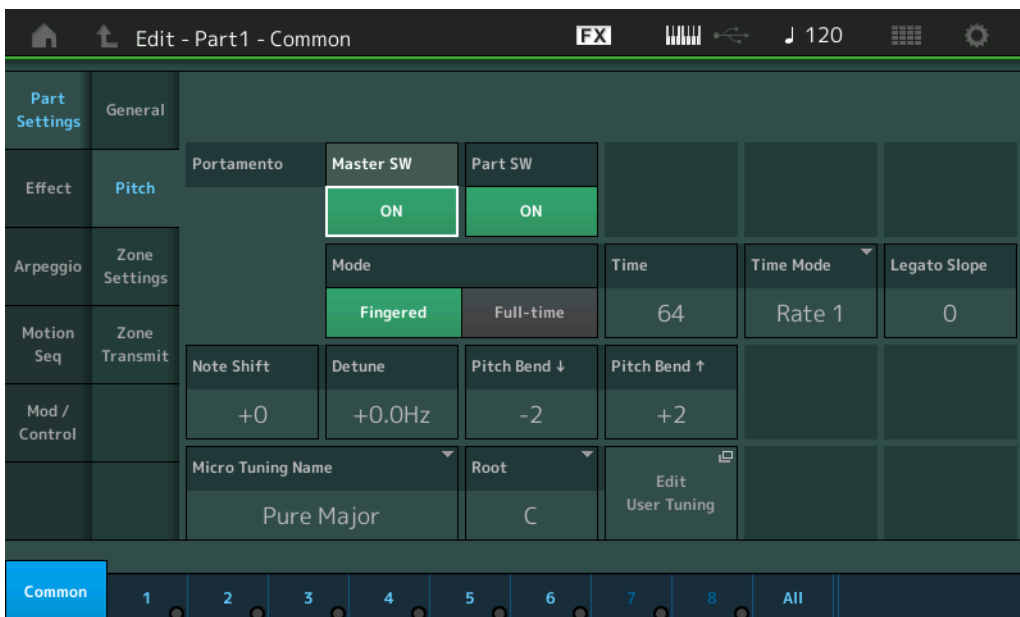 Edit - Part1 - Common
FX
♩ 120
Part
Settings
General
Portamento
Master SW
Part SW
Effect
Pitch
ON
ON
Arpeggio
Zone
Settings
Mode
Time
Time Mode
Legato Slope
Fingered
Full-time
64
Rate 1
0
Motion
Seq
Zone
Transmit
Note Shift
Detune
Pitch Bend ↓
Pitch Bend ↑
Mod /
Control
+0
+0.0Hz
-2
+2
Micro Tuning Name
Root
Edit
User Tuning
Pure Major
C
Common
1
2
3
4
5
6
7
8
All